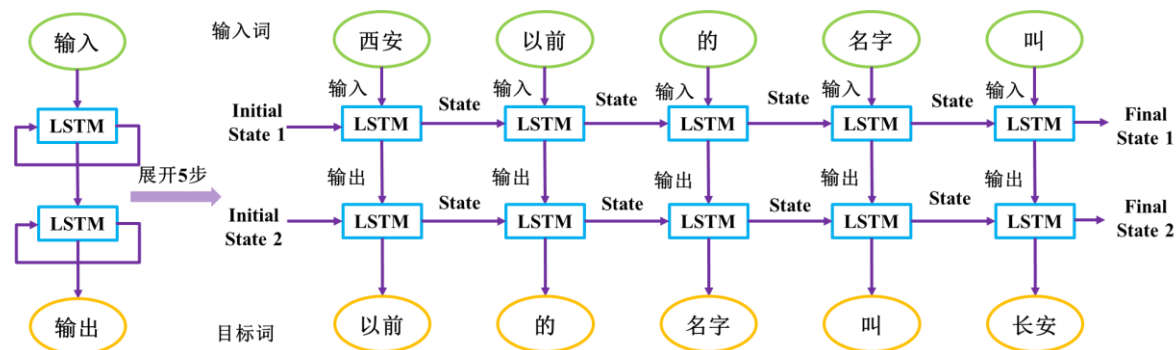 输入
输入词
西安
以前
的
名字
叫
输入
输入
输入
输入
输入
Initial
State 1
State
State
State
State
Final
State 1
LSTM
LSTM
LSTM
LSTM
LSTM
LSTM
展开5步
输出
输出
输出
输出
输出
Initial
State 2
State
State
State
State
Final
State 2
LSTM
LSTM
LSTM
LSTM
LSTM
LSTM
输出
目标词
以前
的
名字
叫
长安